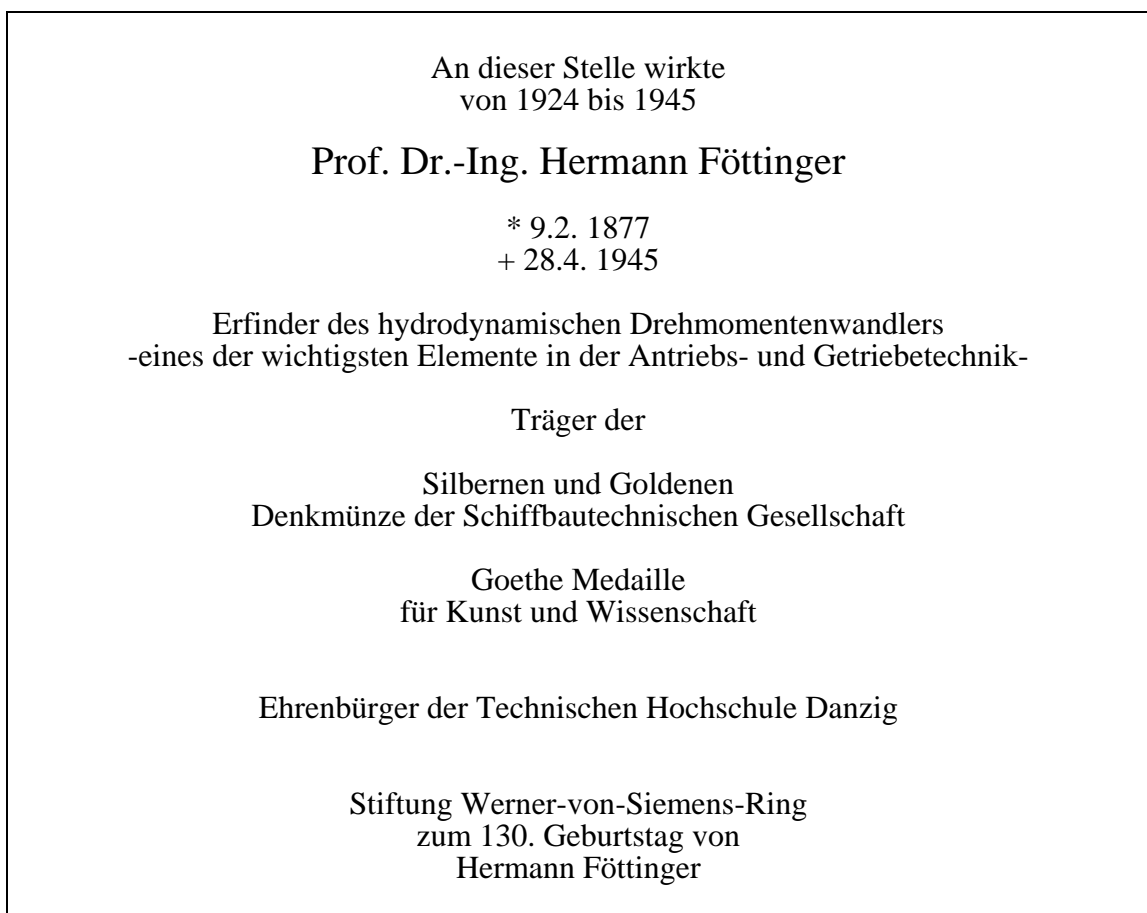 An dieser Stelle wirkte
von 1924 bis 1945
Prof. Dr.-Ing. Hermann Föttinger
* 9.2. 1877
+ 28.4. 1945
Erfinder des hydrodynamischen Drehmomentenwandlers
-eines der wichtigsten Elemente in der Antriebs- und Getriebetechnik-
Träger der
Silbernen und Goldenen
Denkmünze der Schiffbautechnischen Gesellschaft
Goethe Medaille
für Kunst und Wissenschaft
Ehrenbürger der Technischen Hochschule Danzig
Stiftung Werner-von-Siemens-Ring
zum 130. Geburtstag von
Hermann Föttinger